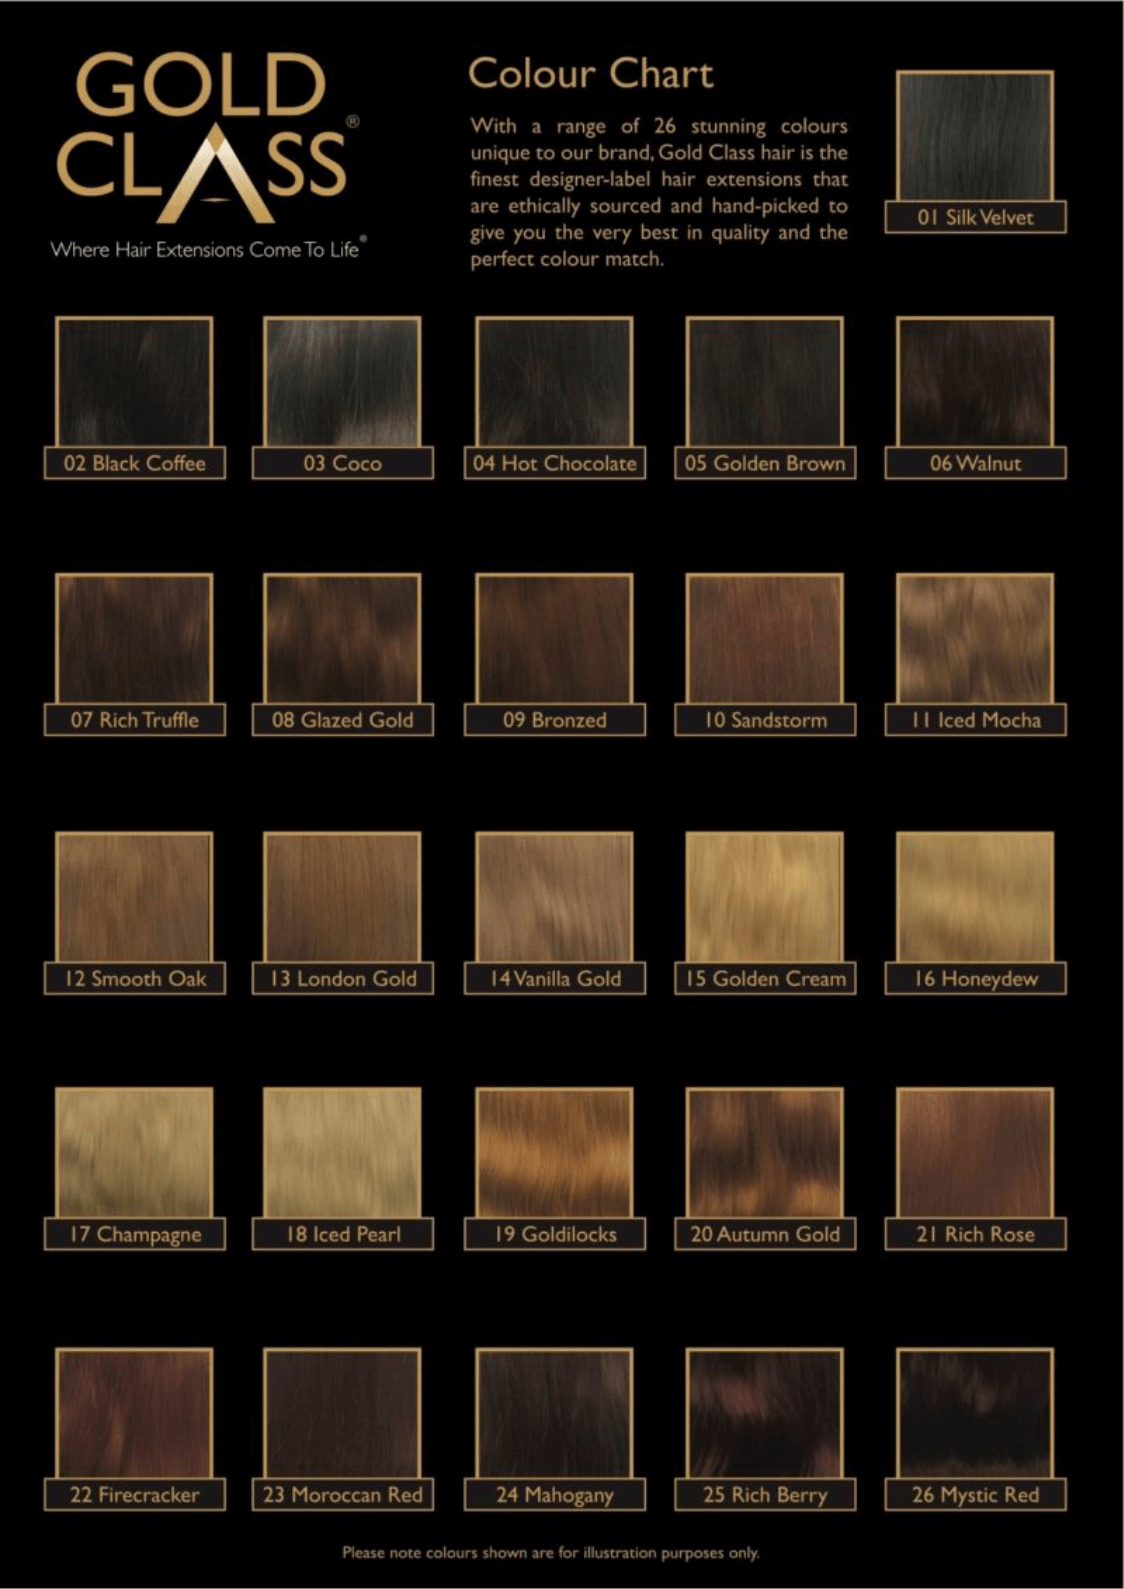 GOLD
CLASS®
Where Hair Extensions Come To Life®
Colour Chart
With a range of 26 stunning colours
unique to our brand, Gold Class hair is the
finest designer-label hair extensions that
are ethically sourced and hand-picked to
give you the very best in quality and the
perfect colour match.
01 Silk Velvet
02 Black Coffee
03 Coco
04 Hot Chocolate
05 Golden Brown
06 Walnut
07 Rich Truffle
08 Glazed Gold
09 Bronzed
10 Sandstorm
11 Iced Mocha
12 Smooth Oak
13 London Gold
14 Vanilla Gold
15 Golden Cream
16 Honeydew
17 Champagne
18 Iced Pearl
19 Goldilocks
20 Autumn Gold
21 Rich Rose
22 Firecracker
23 Moroccan Red
24 Mahogany
25 Rich Berry
26 Mystic Red
Please note colours shown are for illustration purposes only.